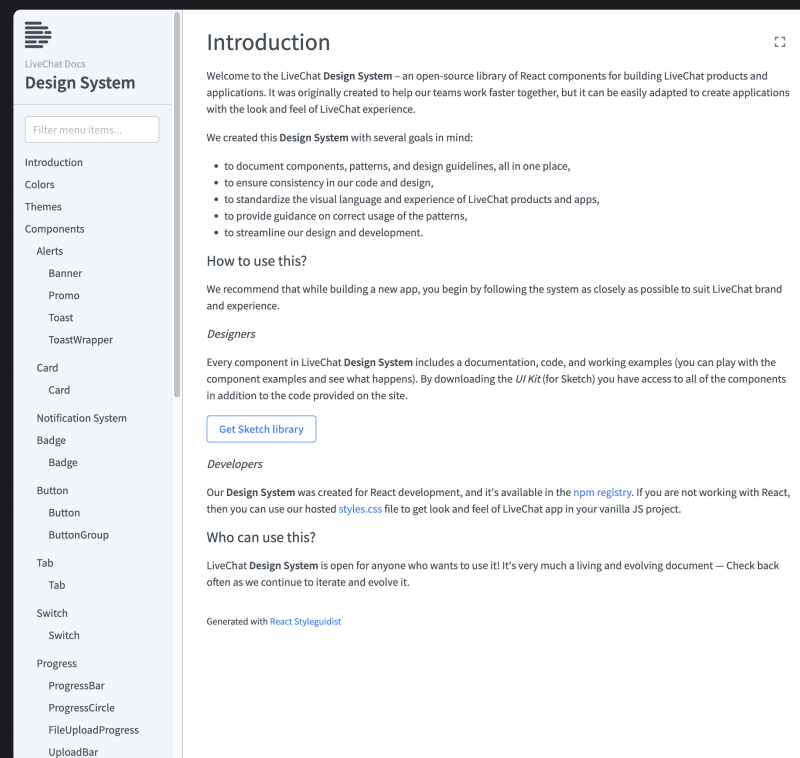 LiveChat Docs
Design System
Filter menu items...
Introduction
Colors
Themes
Components
Alerts
Banner
Promo
Toast
ToastWrapper
Card
Card
Notification System
Badge
Badge
Button
Button
ButtonGroup
Tab
Tab
Switch
Switch
Progress
ProgressBar
ProgressCircle
FileUploadProgress
UploadBar
Introduction
Welcome to the LiveChat Design System – an open-source library of React components for building LiveChat products and
applications. It was originally created to help our teams work faster together, but it can be easily adapted to create applications
with the look and feel of LiveChat experience.
We created this Design System with several goals in mind:
• to document components, patterns, and design guidelines, all in one place,
• to ensure consistency in our code and design,
• to standardize the visual language and experience of LiveChat products and apps,
• to provide guidance on correct usage of the patterns,
• to streamline our design and development.
How to use this?
We recommend that while building a new app, you begin by following the system as closely as possible to suit LiveChat brand
and experience.
Designers
Every component in LiveChat Design System includes a documentation, code, and working examples (you can play with the
component examples and see what happens). By downloading the UI Kit (for Sketch) you have access to all of the components
in addition to the code provided on the site.
Get Sketch library
Developers
Our Design System was created for React development, and it's available in the npm registry. If you are not working with React,
then you can use our hosted styles.css file to get look and feel of LiveChat app in your vanilla JS project.
Who can use this?
LiveChat Design System is open for anyone who wants to use it! It's very much a living and evolving document — Check back
often as we continue to iterate and evolve it.
Generated with React Styleguidist